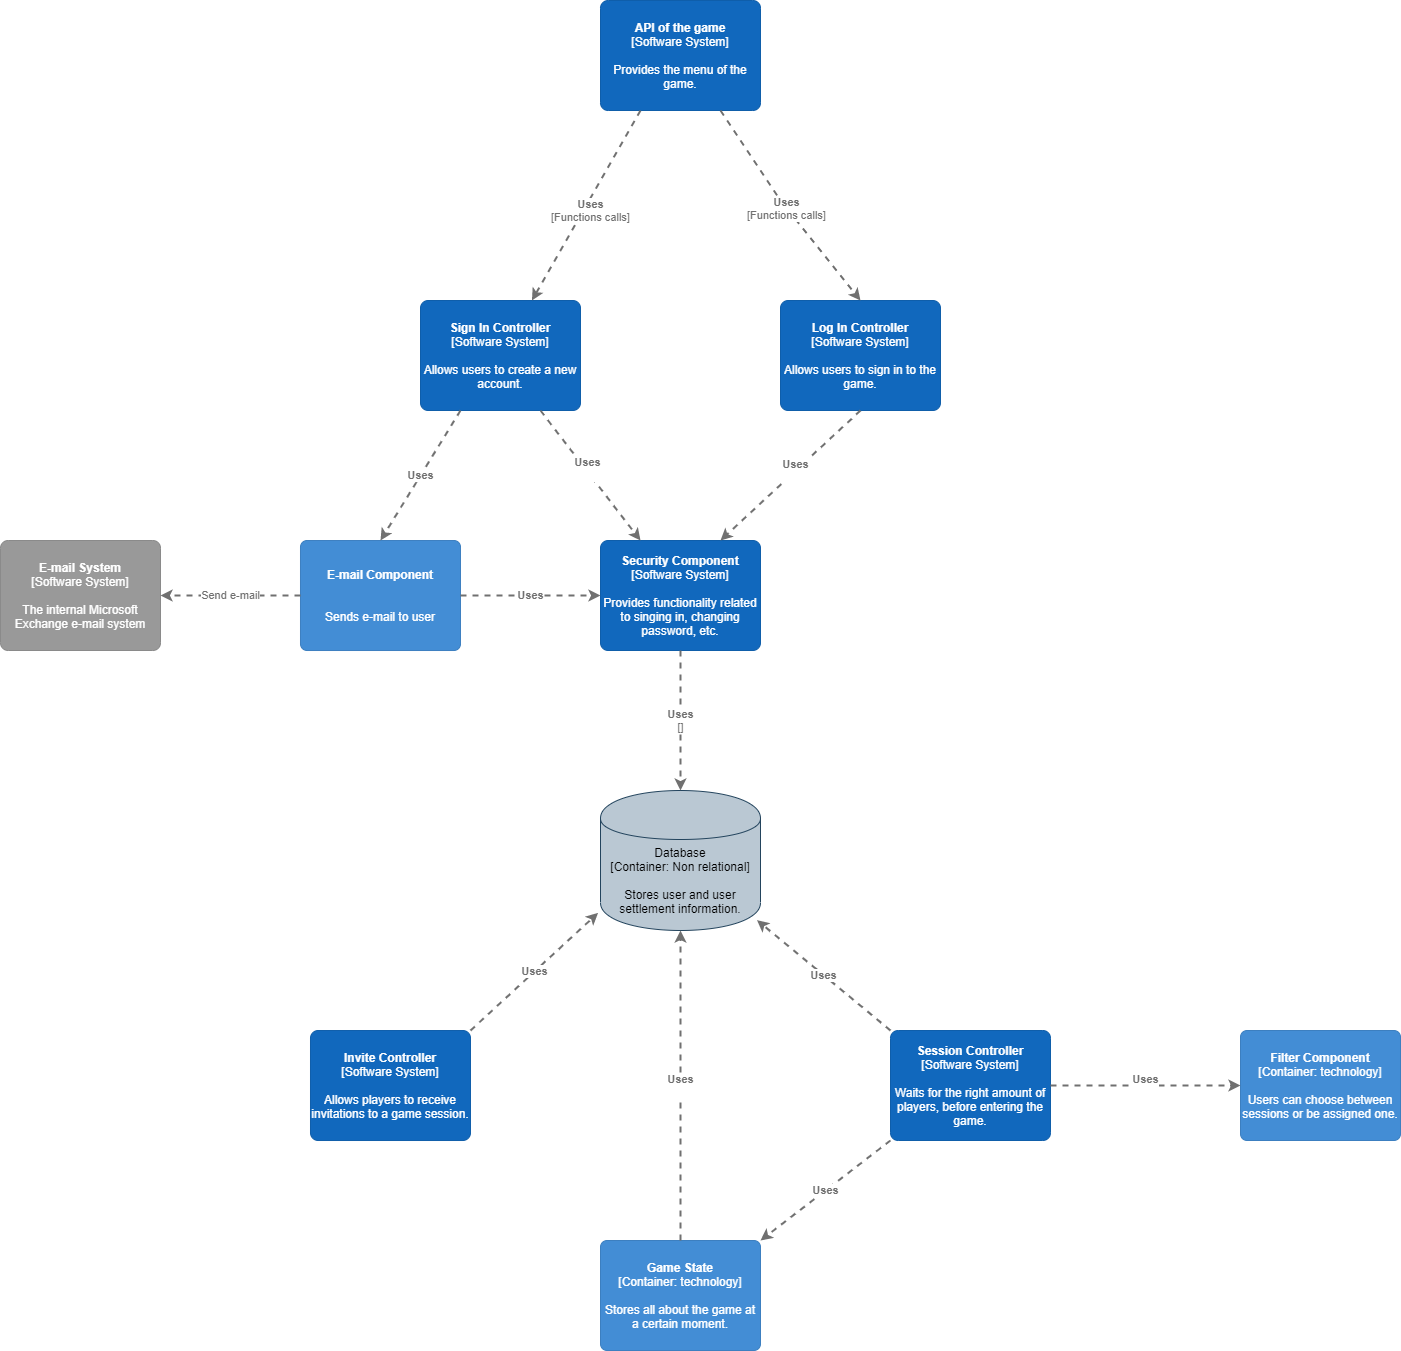 API of the game
[Software System]
Provides the menu of the
game.
Uses
[Functions calls]
Uses
[Functions calls]
Sign In Controller
[Software System]
Allows users to create a new
account.
Log In Controller
[Software System]
Allows users to sign in to the
game.
Uses
Uses
Uses
E-mail System
[Software System]
The internal Microsoft
Exchange e-mail system
Send e-mail
E-mail Component
Sends e-mail to user
Uses
Security Component
[Software System]
Provides functionality related
to singing in, changing
password, etc.
Uses
[]
Database
[Container: Non relational]
Stores user and user
settlement information.
Uses
Uses
Uses
Invite Controller
[Software System]
Allows players to receive
invitations to a game session.
Session Controller
[Software System]
Waits for the right amount of
players, before entering the
game.
Uses
Filter Component
[Container: technology]
Users can choose between
sessions or be assigned one.
Uses
Game State
[Container: technology]
Stores all about the game at
a certain moment.